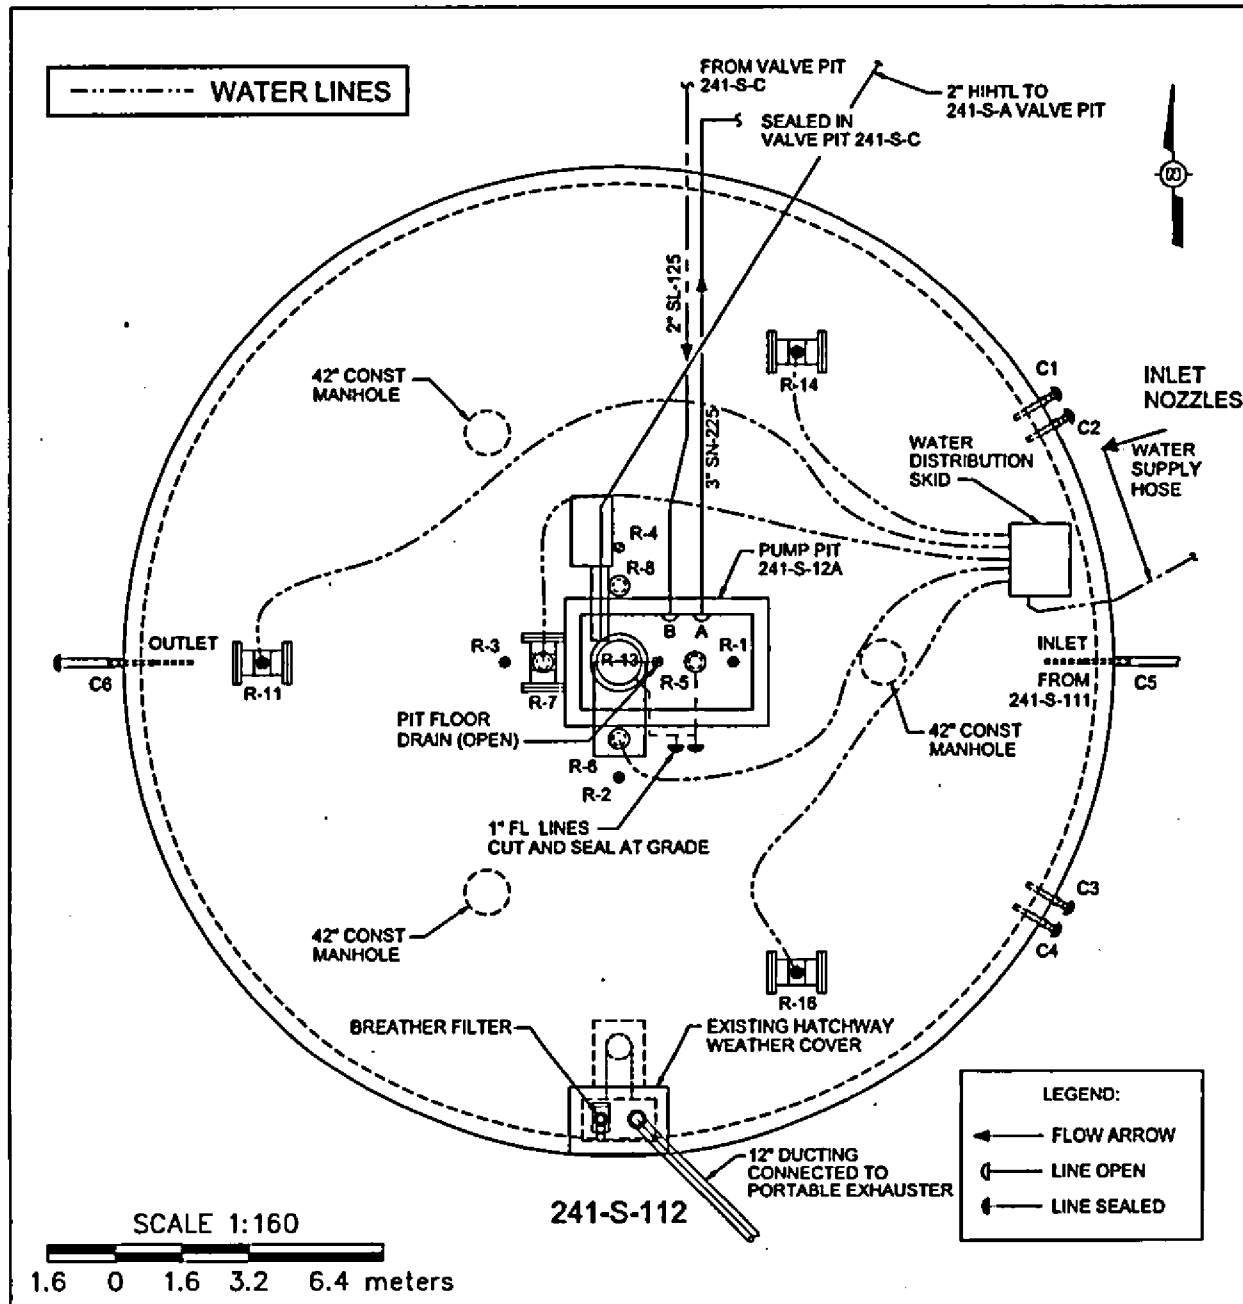 WATER LINES
FROM VALVE PIT
241-S-C
SEALED IN
VALVE PIT 241-S-C
2" HIHTL TO
241-S-A VALVE PIT
2" SL-125
3" SN-225
42" CONST
MANHOLE
R-14
C1
C2
INLET
NOZZLES
WATER
DISTRIBUTION
SKID
WATER
SUPPLY
HOSE
R-4
R-8
PUMP PIT
241-S-12A
B
A
OUTLET
C6
R-11
R-3
R-7
R-13
R-5
R-1
INLET
FROM
241-S-111
C5
PIT FLOOR
DRAIN (OPEN)
42" CONST
MANHOLE
R-6
R-2
1" FL LINES
CUT AND SEAL AT GRADE
C3
C4
42" CONST
MANHOLE
R-16
BREATHER FILTER
EXISTING HATCHWAY
WEATHER COVER
12" DUCTING
CONNECTED TO
PORTABLE EXHAUSTER
241-S-112
LEGEND:
FLOW ARROW
LINE OPEN
LINE SEALED
SCALE 1:160
1.6 0 1.6 3.2 6.4 meters